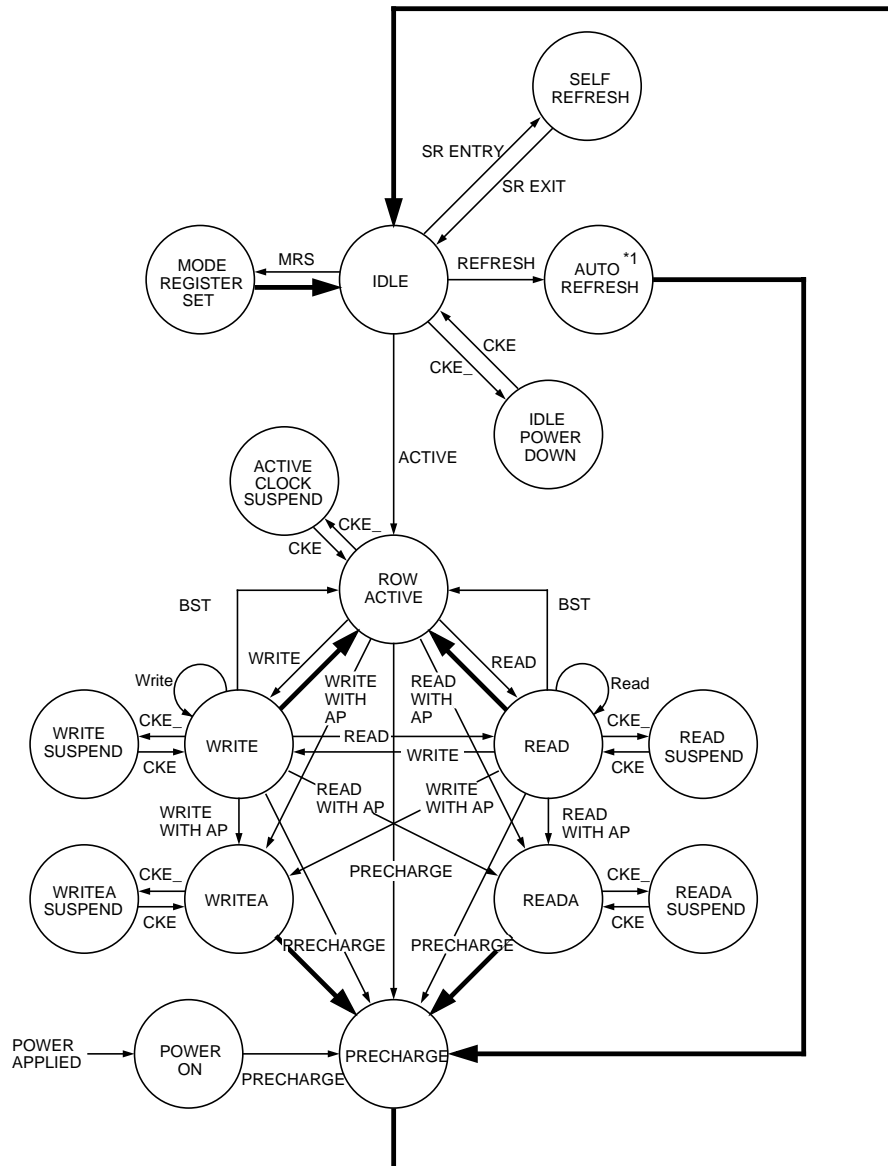 SELF
REFRESH
SR ENTRY
SR EXIT
MODE
REGISTER
SET
MRS
IDLE
REFRESH
AUTO *1
REFRESH
CKE
CKE_
IDLE
POWER
DOWN
ACTIVE
ACTIVE
CLOCK
SUSPEND
CKE_
CKE
ROW
ACTIVE
BST
BST
WRITE
READ
Write
WRITE
WITH
AP
READ
WITH
AP
Read
WRITE
SUSPEND
CKE_
CKE
WRITE
READ
WRITE
READ
CKE_
CKE
READ
SUSPEND
WRITE
WITH AP
READ
WITH AP
WRITE
WITH AP
READ
WITH AP
WRITEA
SUSPEND
CKE_
CKE
WRITEA
PRECHARGE
READA
CKE_
CKE
READA
SUSPEND
PRECHARGE
PRECHARGE
POWER
APPLIED
POWER
ON
PRECHARGE
PRECHARGE